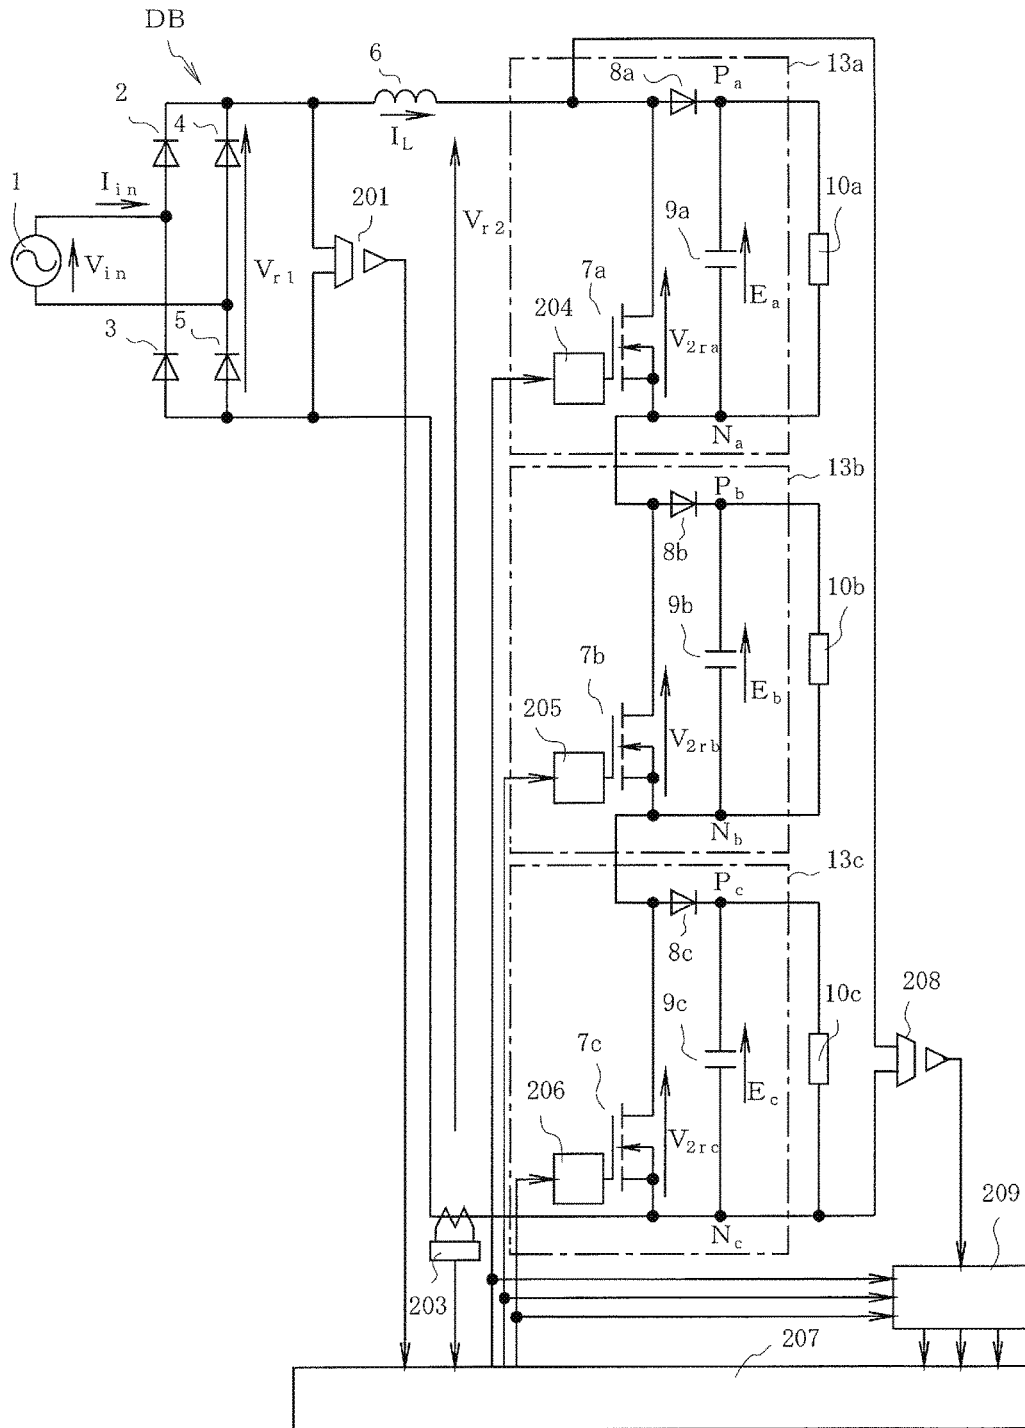 DB
2
4
6
8a
P a
13a
1
I in
V in
V r1
201
I L
V r2
9a
10a
E a
7a
204
V 2ra
3
5
N a
13b
P b
8b
9b
10b
E b
7b
205
V 2rb
N b
13c
P c
8c
9c
10c
208
E c
7c
206
V 2rc
N c
203
209
207